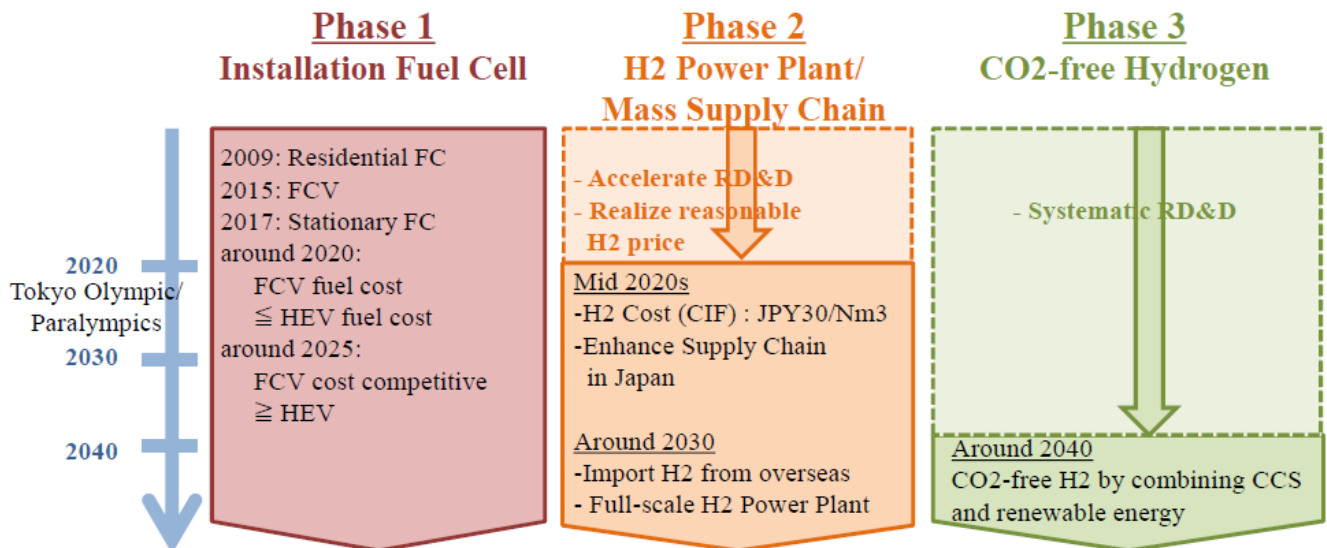 Phase 1
Installation Fuel Cell
Phase 2
H2 Power Plant/
Mass Supply Chain
Phase 3
CO2-free Hydrogen
2020
Tokyo Olympic/
Paralympics
2030
2040
2009: Residential FC
2015: FCV
2017: Stationary FC
around 2020:
FCV fuel cost
≦ HEV fuel cost
around 2025:
FCV cost competitive
≧ HEV
- Accelerate RD&D
- Realize reasonable
H2 price
Mid 2020s
-H2 Cost (CIF) : JPY30/Nm3
-Enhance Supply Chain
in Japan
Around 2030
-Import H2 from overseas
- Full-scale H2 Power Plant
- Systematic RD&D
Around 2040
CO2-free H2 by combining CCS
and renewable energy